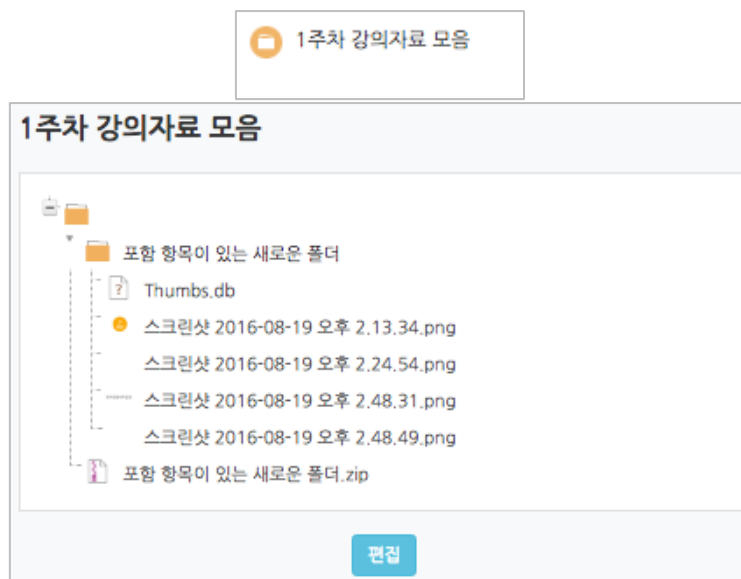 1주차 강의자료 모음
1주차 강의자료 모음
포함 항목이 있는 새로운 폴더
Thumbs.db
스크린샷 2016-08-19 오후 2.13.34.png
스크린샷 2016-08-19 오후 2.24.54.png
스크린샷 2016-08-19 오후 2.48.31.png
스크린샷 2016-08-19 오후 2.48.49.png
포함 항목이 있는 새로운 폴더.zip
편집